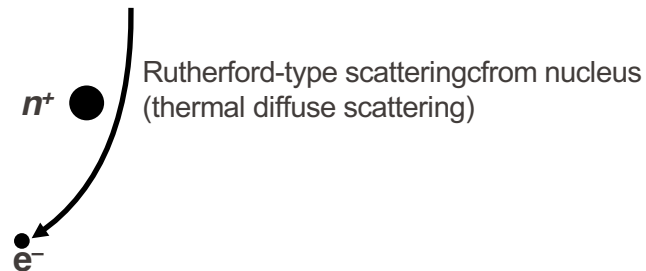 Rutherford-type scatteringcfrom nucleus
n⁺ (thermal diffuse scattering)
e⁻